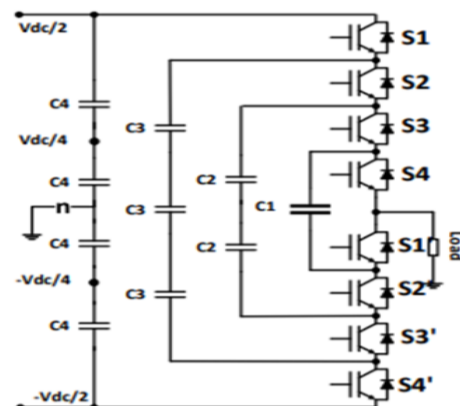 Vdc/2
S1
S2
C4
C3
S3
Vdc/4
C4
C2
S4
C1
n
C3
C4
C2
S1'
Load
-Vdc/4
C3
S2'
C4
S3'
-Vdc/2
S4'